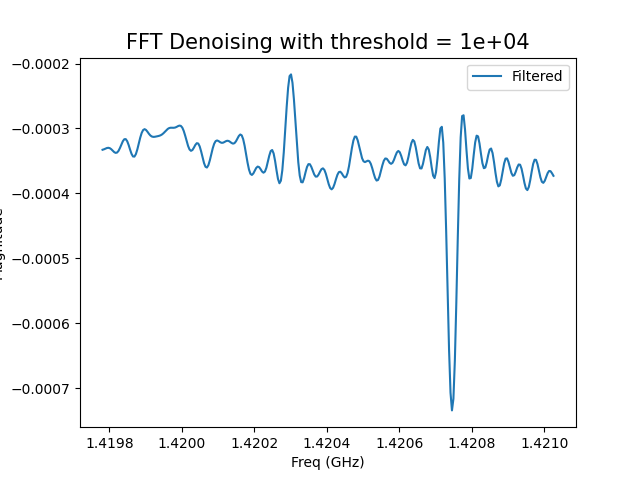 FFT Denoising with threshold = 1e+04
Filtered
−0.0002
−0.0003
−0.0004
−0.0005
−0.0006
−0.0007
1.4198 1.4200 1.4202 1.4204 1.4206 1.4208 1.4210
Freq (GHz)